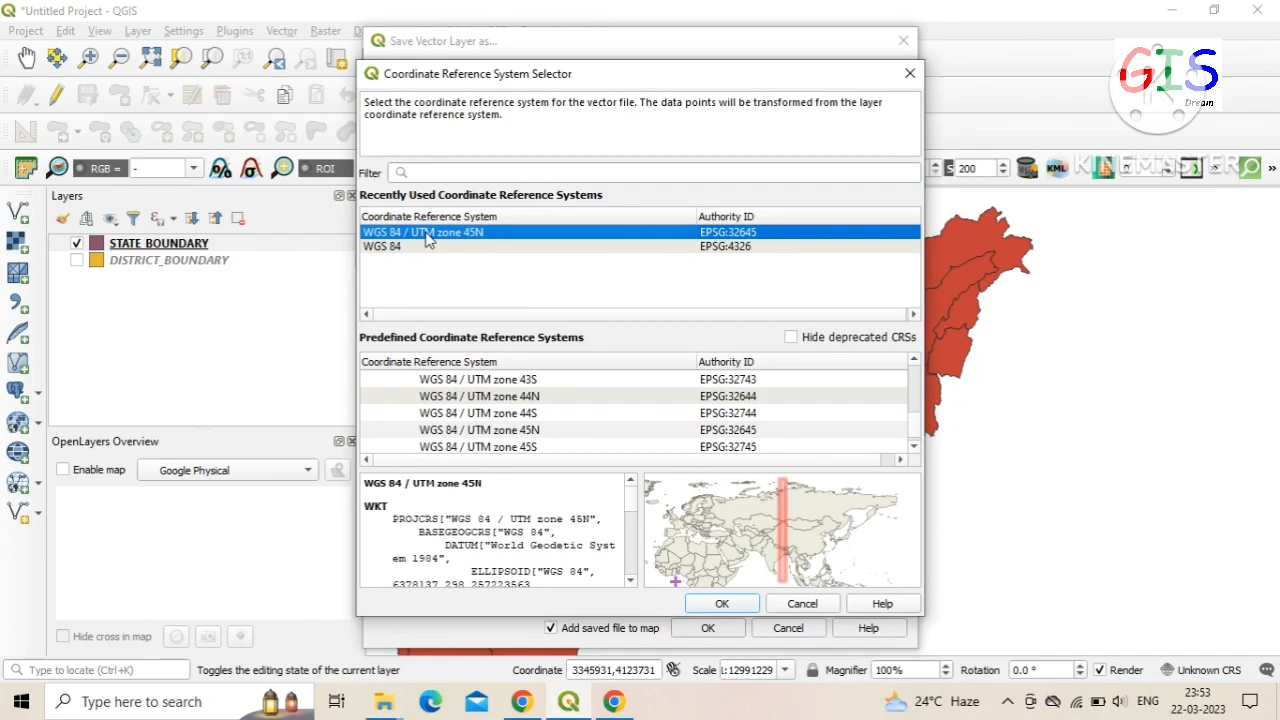 *Untitled Project - QGIS
Project Edit View Layer Settings Plugins Vector Raster
Save Vector Layer as...
Coordinate Reference System Selector
GIS
Dream
Select the coordinate reference system for the vector file. The data points will be transformed from the layer
coordinate reference system.
RGB = - ROI
Filter
S 200
KML
KINEMASTER
»
Layers
Recently Used Coordinate Reference Systems
Coordinate Reference System Authority ID
WGS 84 / UTM zone 45N EPSG:32645
WGS 84 EPSG:4326
STATE_BOUNDARY
DISTRICT_BOUNDARY
Predefined Coordinate Reference Systems
Hide deprecated CRSs
Coordinate Reference System Authority ID
WGS 84 / UTM zone 43S EPSG:32743
WGS 84 / UTM zone 44N EPSG:32644
WGS 84 / UTM zone 44S EPSG:32744
WGS 84 / UTM zone 45N EPSG:32645
WGS 84 / UTM zone 45S EPSG:32745
OpenLayers Overview
Enable map Google Physical
WGS 84 / UTM zone 45N
WKT
PROJCRS["WGS 84 / UTM zone 45N",
BASEGEOGCRS["WGS 84",
DATUM["World Geodetic Syst
em 1984",
ELLIPSOID["WGS 84",
6378137,298.257223563
OK Cancel Help
Hide cross in map
Add saved file to map OK Cancel Help
Type to locate (Ctrl+K) Toggles the editing state of the current layer Coordinate 3345931,4123731 Scale 1:12991229 Magnifier 100% Rotation 0.0 ° Render Unknown CRS
Type here to search
24°C Haze
ENG
23:53
22-03-2023